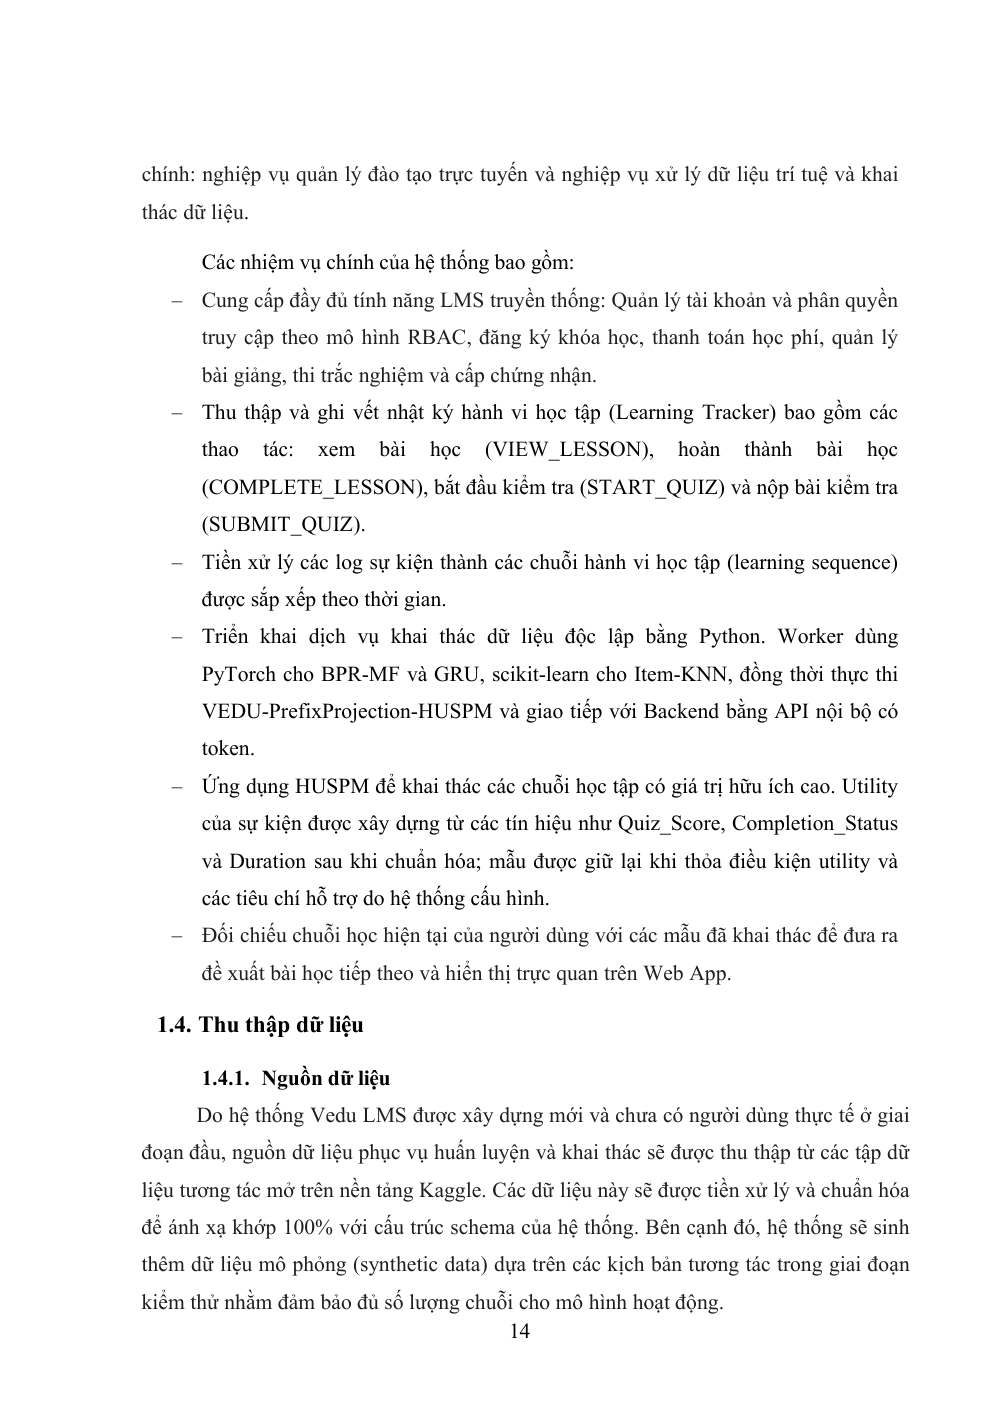 chính: nghiệp vụ quản lý đào tạo trực tuyến và nghiệp vụ xử lý dữ liệu trí tuệ và khai
thác dữ liệu.
Các nhiệm vụ chính của hệ thống bao gồm:
– Cung cấp đầy đủ tính năng LMS truyền thống: Quản lý tài khoản và phân quyền
truy cập theo mô hình RBAC, đăng ký khóa học, thanh toán học phí, quản lý
bài giảng, thi trắc nghiệm và cấp chứng nhận.
– Thu thập và ghi vết nhật ký hành vi học tập (Learning Tracker) bao gồm các
thao tác: xem bài học (VIEW_LESSON), hoàn thành bài học
(COMPLETE_LESSON), bắt đầu kiểm tra (START_QUIZ) và nộp bài kiểm tra
(SUBMIT_QUIZ).
– Tiền xử lý các log sự kiện thành các chuỗi hành vi học tập (learning sequence)
được sắp xếp theo thời gian.
– Triển khai dịch vụ khai thác dữ liệu độc lập bằng Python. Worker dùng
PyTorch cho BPR-MF và GRU, scikit-learn cho Item-KNN, đồng thời thực thi
VEDU-PrefixProjection-HUSPM và giao tiếp với Backend bằng API nội bộ có
token.
– Ứng dụng HUSPM để khai thác các chuỗi học tập có giá trị hữu ích cao. Utility
của sự kiện được xây dựng từ các tín hiệu như Quiz_Score, Completion_Status
và Duration sau khi chuẩn hóa; mẫu được giữ lại khi thỏa điều kiện utility và
các tiêu chí hỗ trợ do hệ thống cấu hình.
– Đối chiếu chuỗi học hiện tại của người dùng với các mẫu đã khai thác để đưa ra
đề xuất bài học tiếp theo và hiển thị trực quan trên Web App.
1.4. Thu thập dữ liệu
1.4.1. Nguồn dữ liệu
Do hệ thống Vedu LMS được xây dựng mới và chưa có người dùng thực tế ở giai
đoạn đầu, nguồn dữ liệu phục vụ huấn luyện và khai thác sẽ được thu thập từ các tập dữ
liệu tương tác mở trên nền tảng Kaggle. Các dữ liệu này sẽ được tiền xử lý và chuẩn hóa
để ánh xạ khớp 100% với cấu trúc schema của hệ thống. Bên cạnh đó, hệ thống sẽ sinh
thêm dữ liệu mô phỏng (synthetic data) dựa trên các kịch bản tương tác trong giai đoạn
kiểm thử nhằm đảm bảo đủ số lượng chuỗi cho mô hình hoạt động.
14